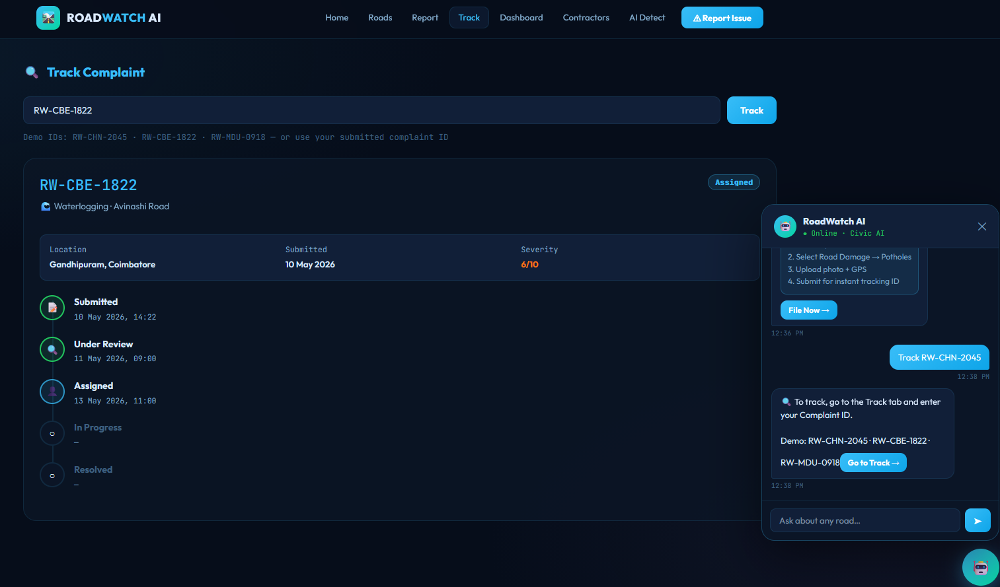 ROADWATCH AI
Home Roads Report Track Dashboard Contractors AI Detect ⚠ Report Issue
Track Complaint
RW-CBE-1822 Track
Demo IDs: RW-CHN-2045 · RW-CBE-1822 · RW-MDU-0918 — or use your submitted complaint ID
RW-CBE-1822
Assigned
Waterlogging · Avinashi Road
Location Submitted Severity
Gandhipuram, Coimbatore 10 May 2026 6/10
Submitted
10 May 2026, 14:22
Under Review
11 May 2026, 09:00
Assigned
13 May 2026, 11:00
In Progress
—
Resolved
—
RoadWatch AI
● Online · Civic AI
2. Select Road Damage → Potholes
3. Upload photo + GPS
4. Submit for instant tracking ID
File Now →
12:36 PM
Track RW-CHN-2045
12:38 PM
To track, go to the Track tab and enter
your Complaint ID.
Demo: RW-CHN-2045 · RW-CBE-1822 ·
RW-MDU-0918 Go to Track →
12:38 PM
Ask about any road...